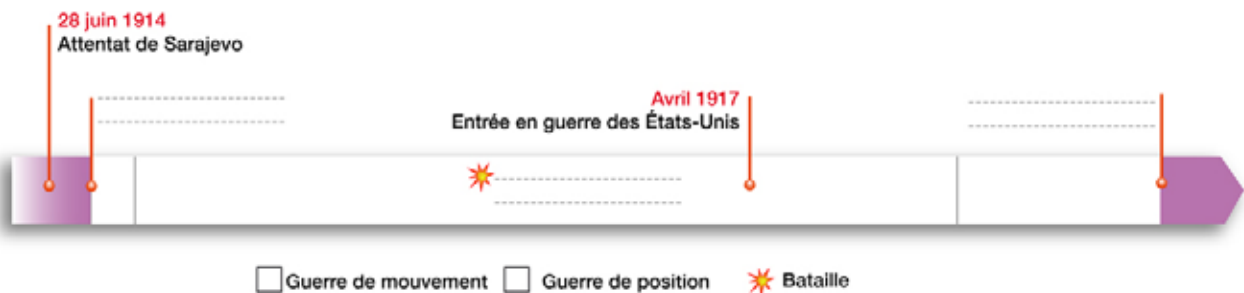 28 juin 1914
Attentat de Sarajevo
Avril 1917
Entrée en guerre des États-Unis
Guerre de mouvement Guerre de position Bataille